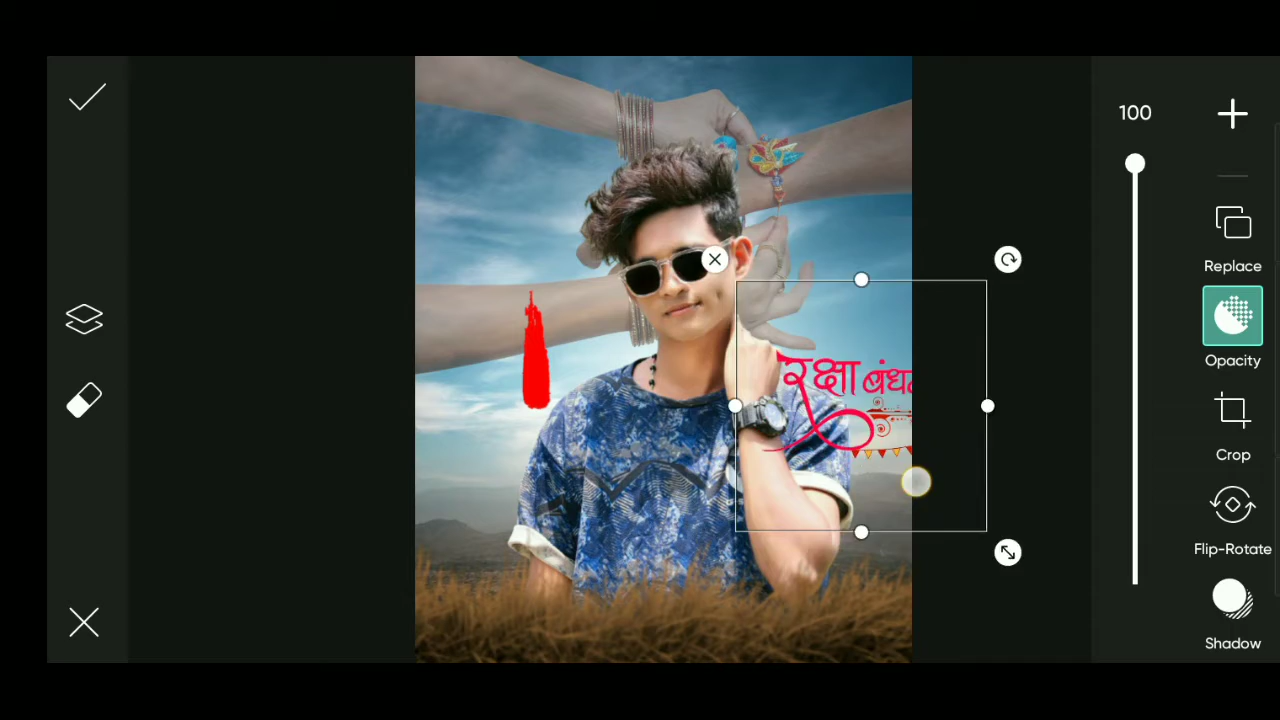 100
Replace
Opacity
रक्षा
Crop
Flip-Rotate
Shadow